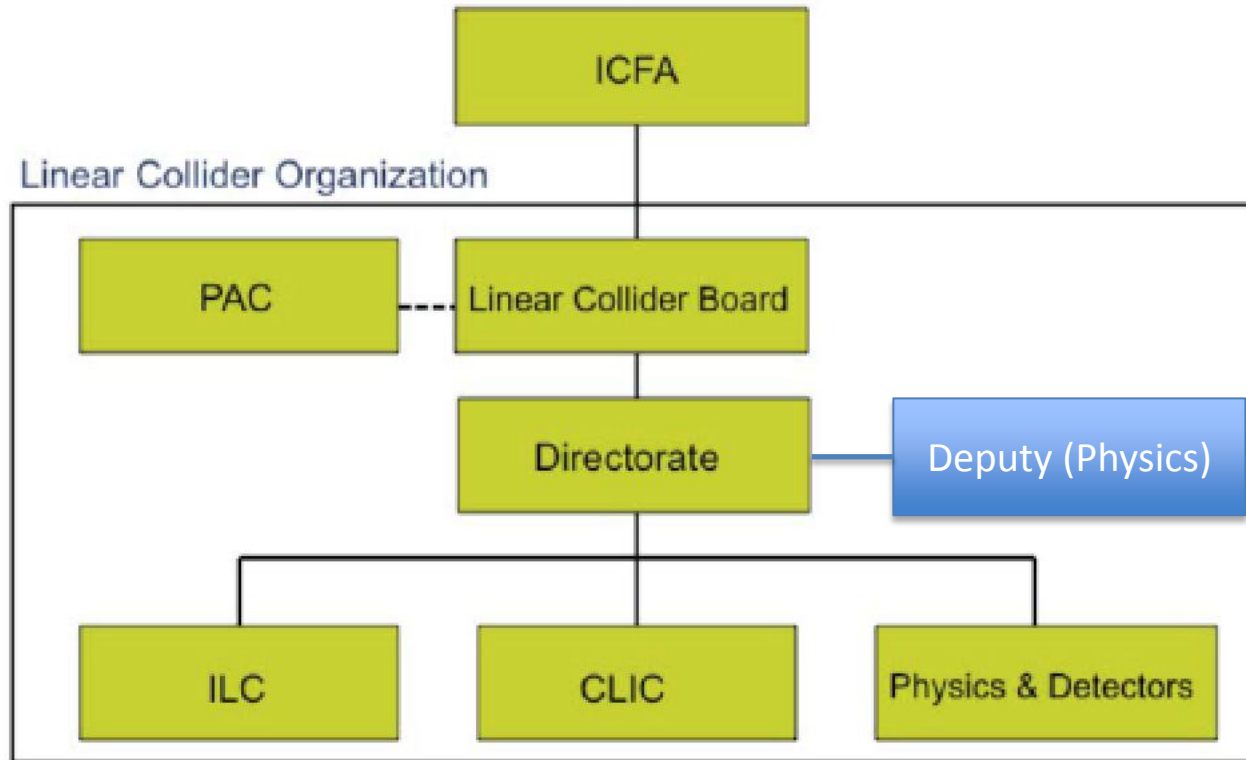 ICFA
Linear Collider Organization
PAC
Linear Collider Board
Directorate
Deputy (Physics)
ILC
CLIC
Physics & Detectors